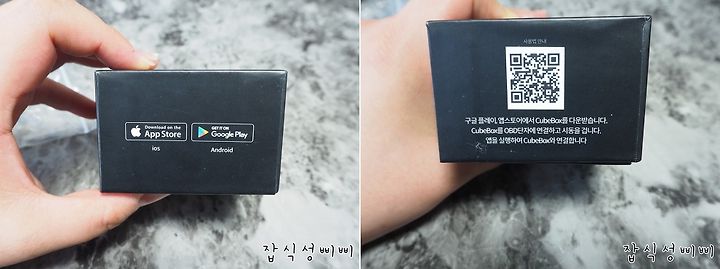 Download on the
App Store
ios
GET IT ON
Google Play
Android
잡식성삐삐
사용법 안내
구글 플레이, 앱스토어에서 CubeBox를 다운받습니다.
CubeBox를 OBD단자에 연결하고 시동을 겁니다.
앱을 실행하여 CubeBox와 연결합니다
잡식성삐삐